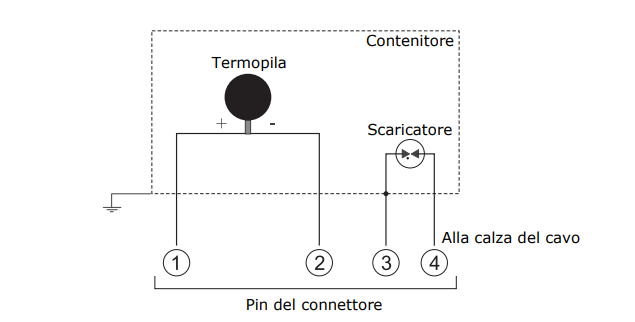 Contenitore
Termopila
+ -
Scaricatore
Alla calza del cavo
1 2 3 4
Pin del connettore